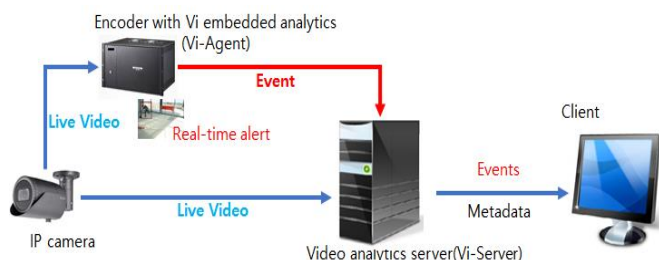 Encoder with Vi embedded analytics
(Vi-Agent)
Event
Client
Live Video
Real-time alert
Events
Live Video
Metadata
IP camera
Video analytics server(Vi-Server)